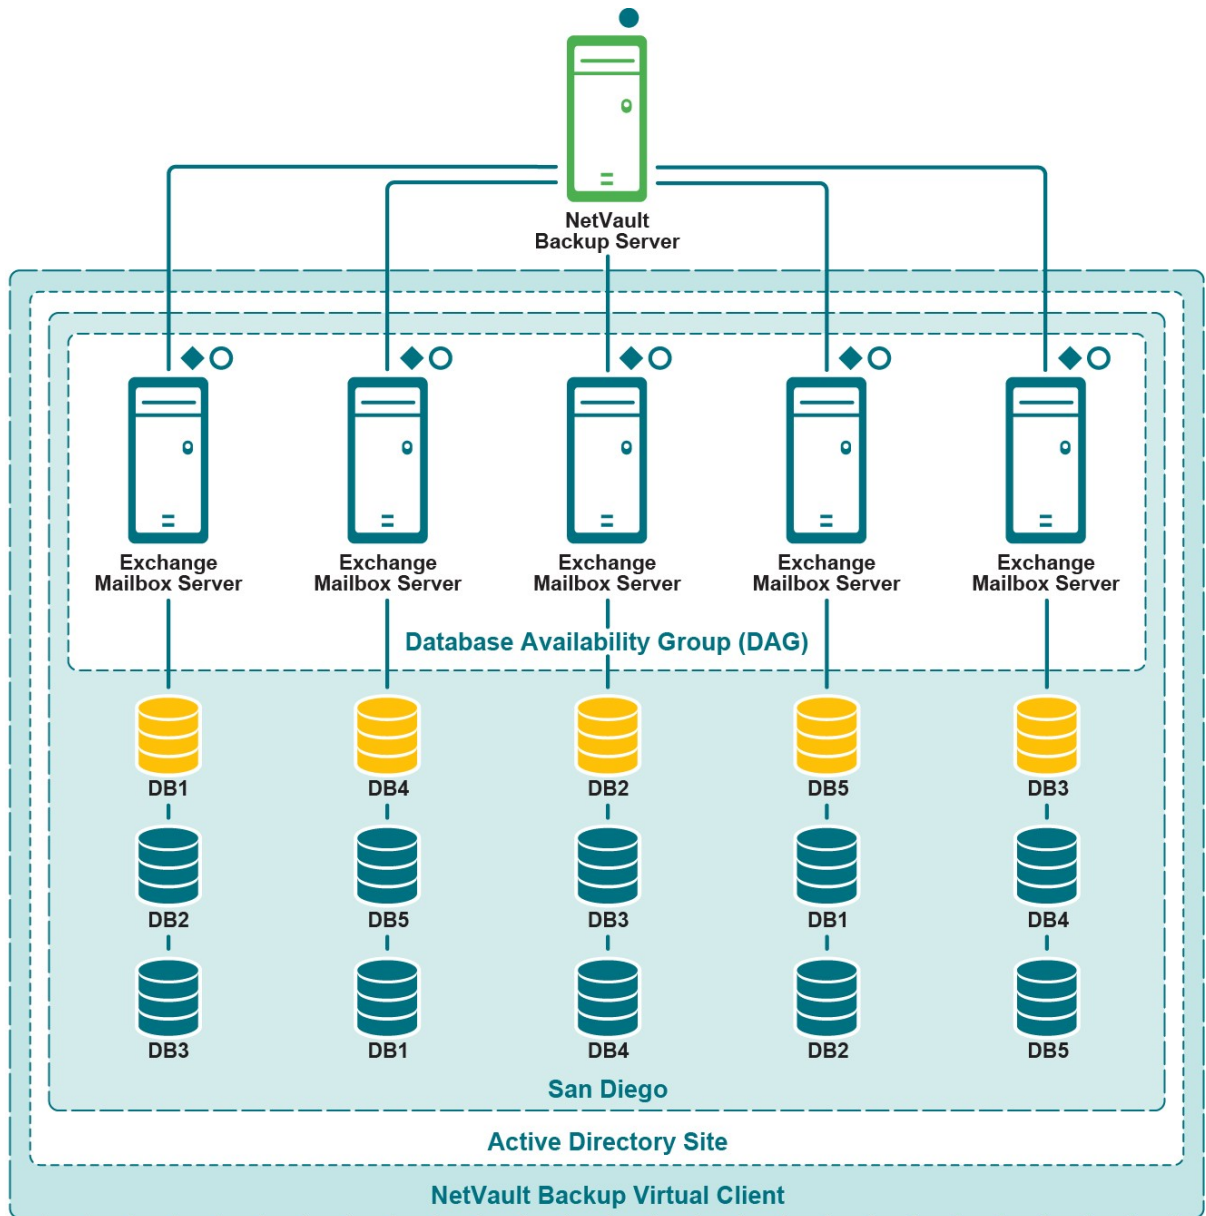 NetVault
Backup Server
Exchange
Mailbox Server
Exchange
Mailbox Server
Exchange
Mailbox Server
Exchange
Mailbox Server
Exchange
Mailbox Server
Database Availability Group (DAG)
DB1
DB4
DB2
DB5
DB3
DB2
DB5
DB3
DB1
DB4
DB3
DB1
DB4
DB2
DB5
San Diego
Active Directory Site
NetVault Backup Virtual Client